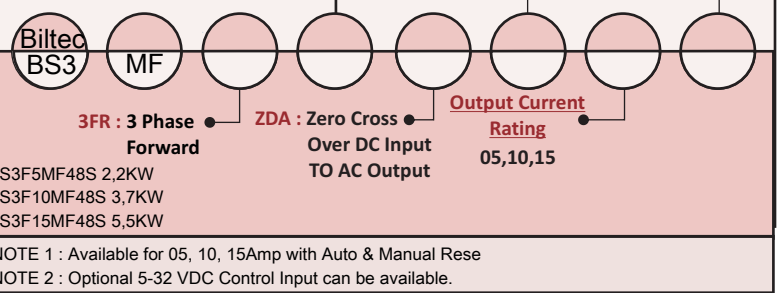 Biltec
BS3 MF
3FR : 3 Phase
Forward
ZDA : Zero Cross
Over DC Input
TO AC Output
Output Current
Rating
05,10,15
S3F5MF48S 2,2KW
S3F10MF48S 3,7KW
S3F15MF48S 5,5KW
NOTE 1 : Available for 05, 10, 15Amp with Auto & Manual Rese
NOTE 2 : Optional 5-32 VDC Control Input can be available.